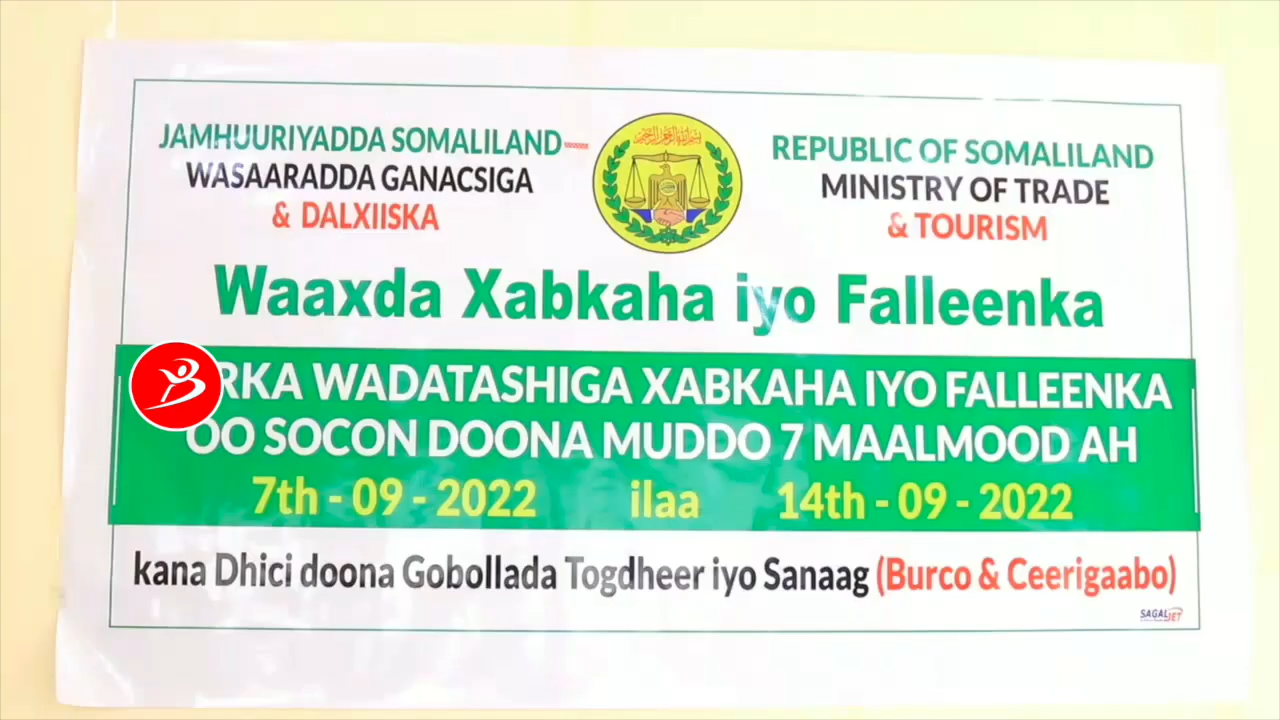 JAMHUURIYADDA SOMALILAND
WASAARADDA GANACSIGA
& DALXIISKA
REPUBLIC OF SOMALILAND
MINISTRY OF TRADE
& TOURISM
Waaxda Xabkaha iyo Falleenka
WADATASHIGA XABKAHA IYO FALLEENKA
OO SOCON DOONA MUDDO 7 MAALMOOD AH
7th - 09 - 2022 ilaa 14th - 09 - 2022
kana Dhici doona Gobollada Togdheer iyo Sanaag (Burco & Ceerigaabo)
SAGALJET